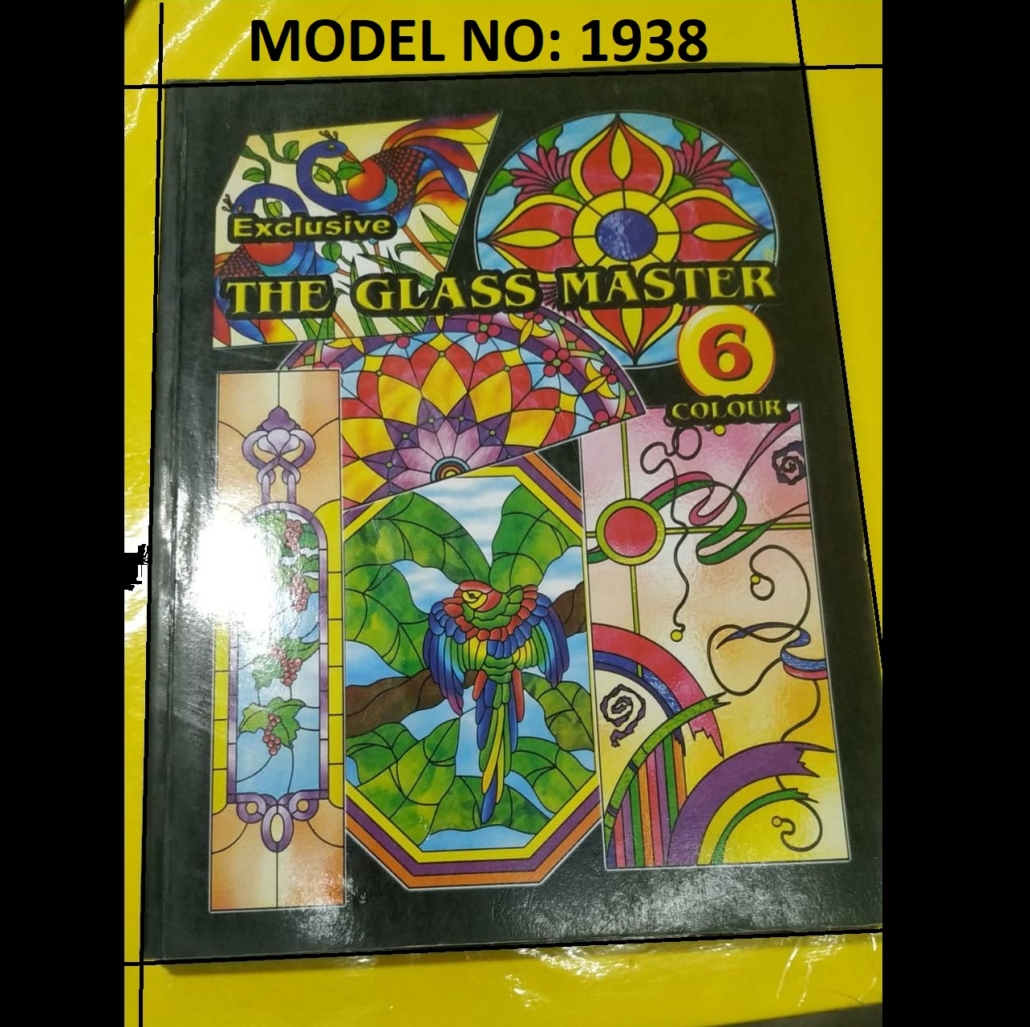 MODEL NO: 1938
Exclusive
THE GLASS MASTER
6
COLOUR